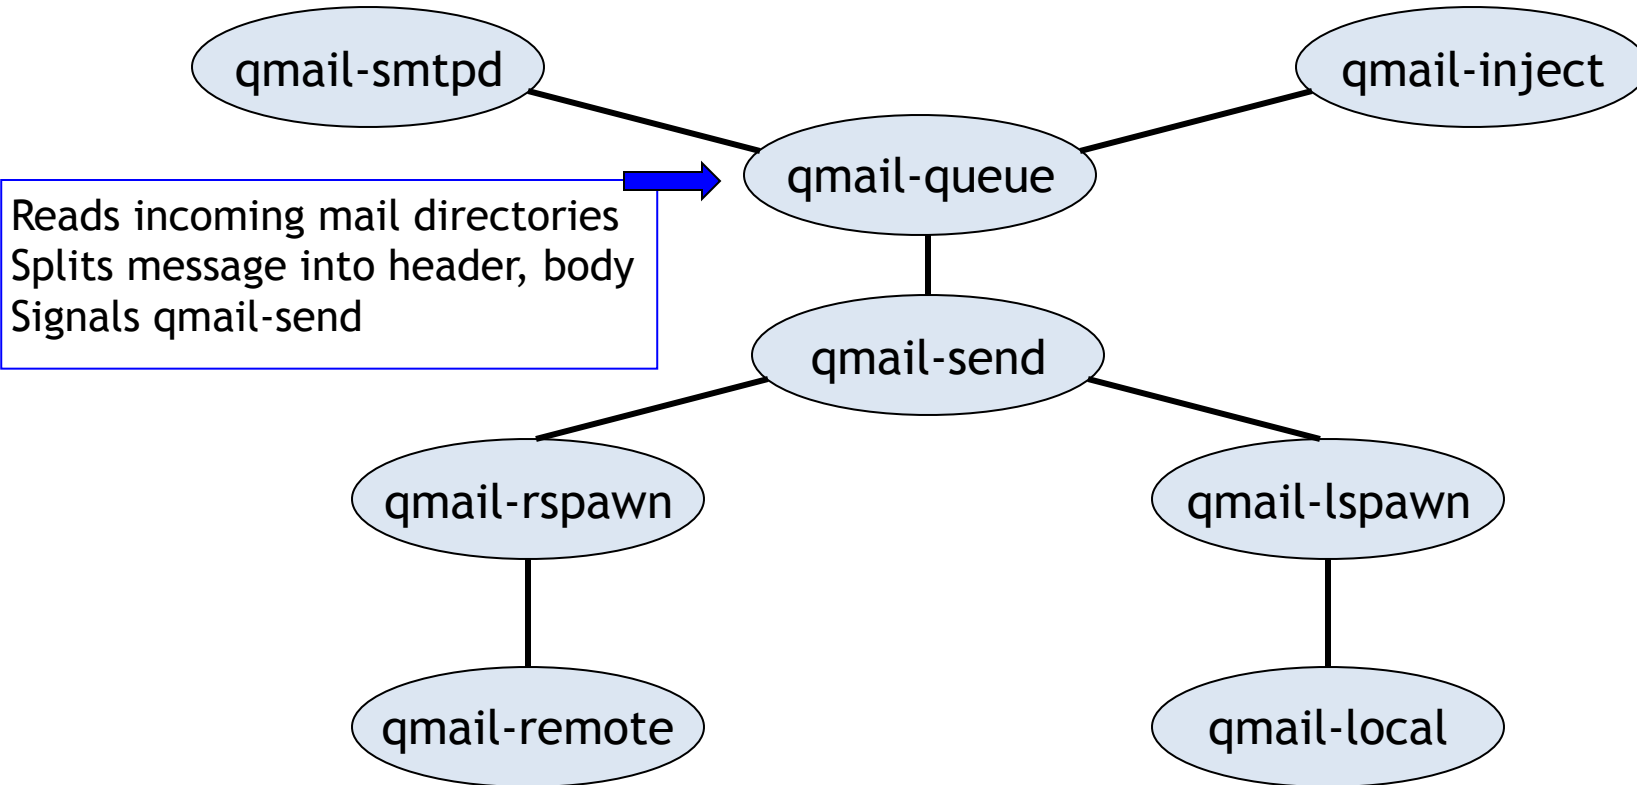 qmail-smtpd
qmail-inject
qmail-queue
Reads incoming mail directories
Splits message into header, body
Signals qmail-send
qmail-send
qmail-rspawn
qmail-lspawn
qmail-remote
qmail-local